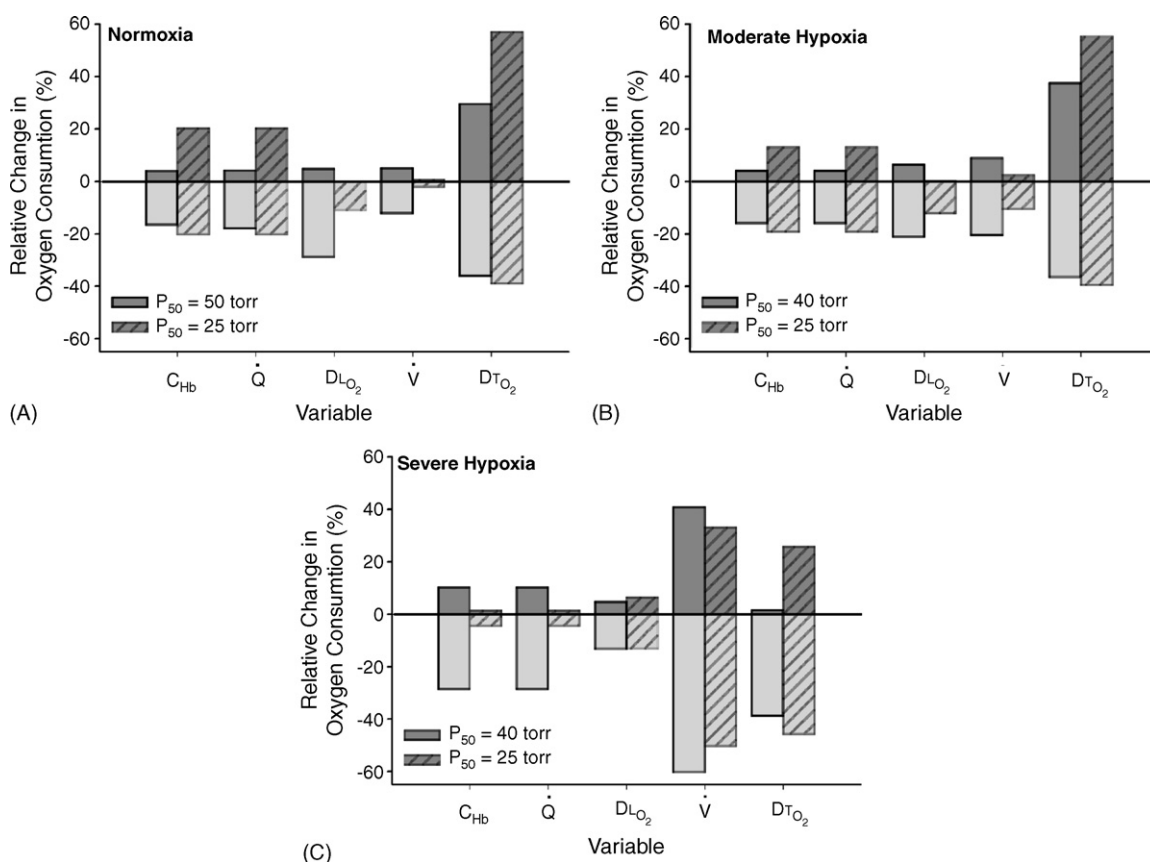 Normoxia
Relative Change in
Oxygen Consumtion (%)
60
40
20
0
-20
-40
-60
P50 = 50 torr
P50 = 25 torr
CHb
Q̇
DLO2
V̇
DTO2
Variable
(A)
Moderate Hypoxia
Relative Change in
Oxygen Consumtion (%)
60
40
20
0
-20
-40
-60
P50 = 40 torr
P50 = 25 torr
CHb
Q̇
DLO2
V̇
DTO2
Variable
(B)
Severe Hypoxia
Relative Change in
Oxygen Consumtion (%)
60
40
20
0
-20
-40
-60
P50 = 40 torr
P50 = 25 torr
CHb
Q̇
DLO2
V̇
DTO2
Variable
(C)